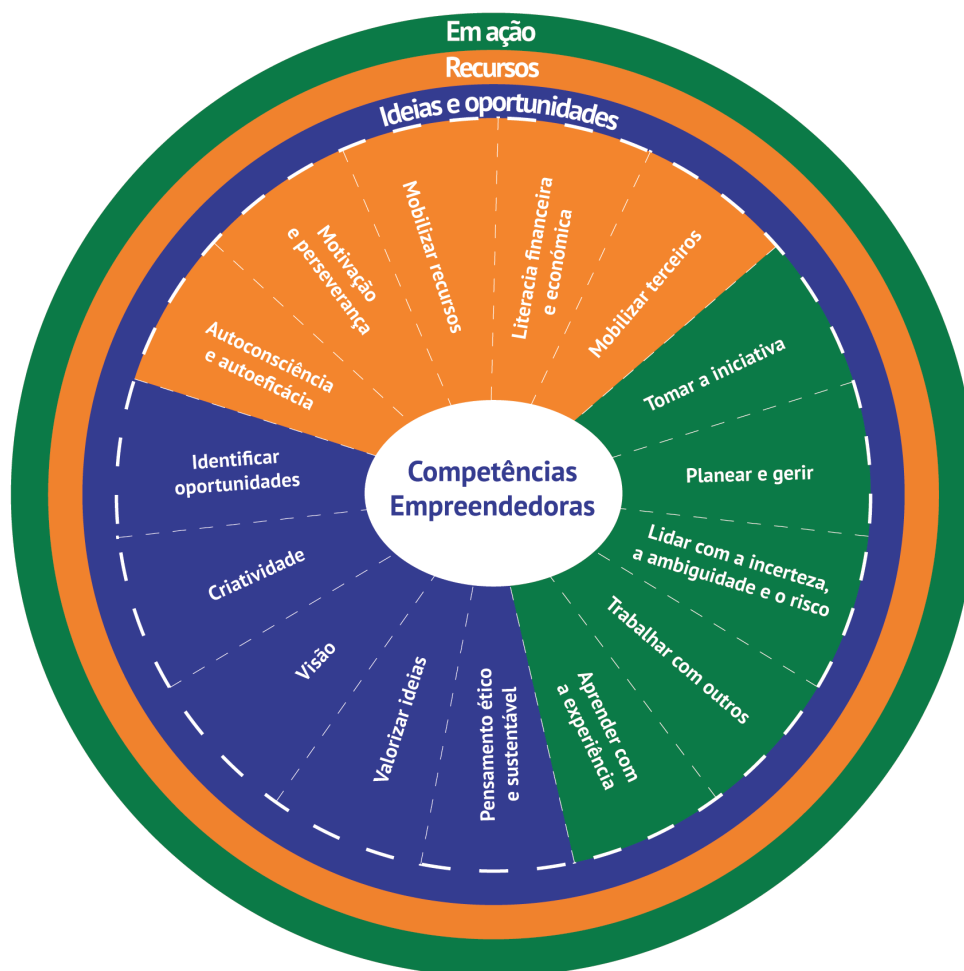 Em ação
Recursos
Ideias e oportunidades
Mobilizar recursos
Literacia financeira
e económica
Mobilizar terceiros
Motivação
e perseverança
Autoconsciência
e autoeficácia
Tomar a iniciativa
Planear e gerir
Lidar com a incerteza,
a ambiguidade e o risco
Trabalhar com outros
Aprender com
a experiência
Pensamento ético
e sustentável
Valorizar ideias
Visão
Criatividade
Identificar
oportunidades
Competências
Empreendedoras